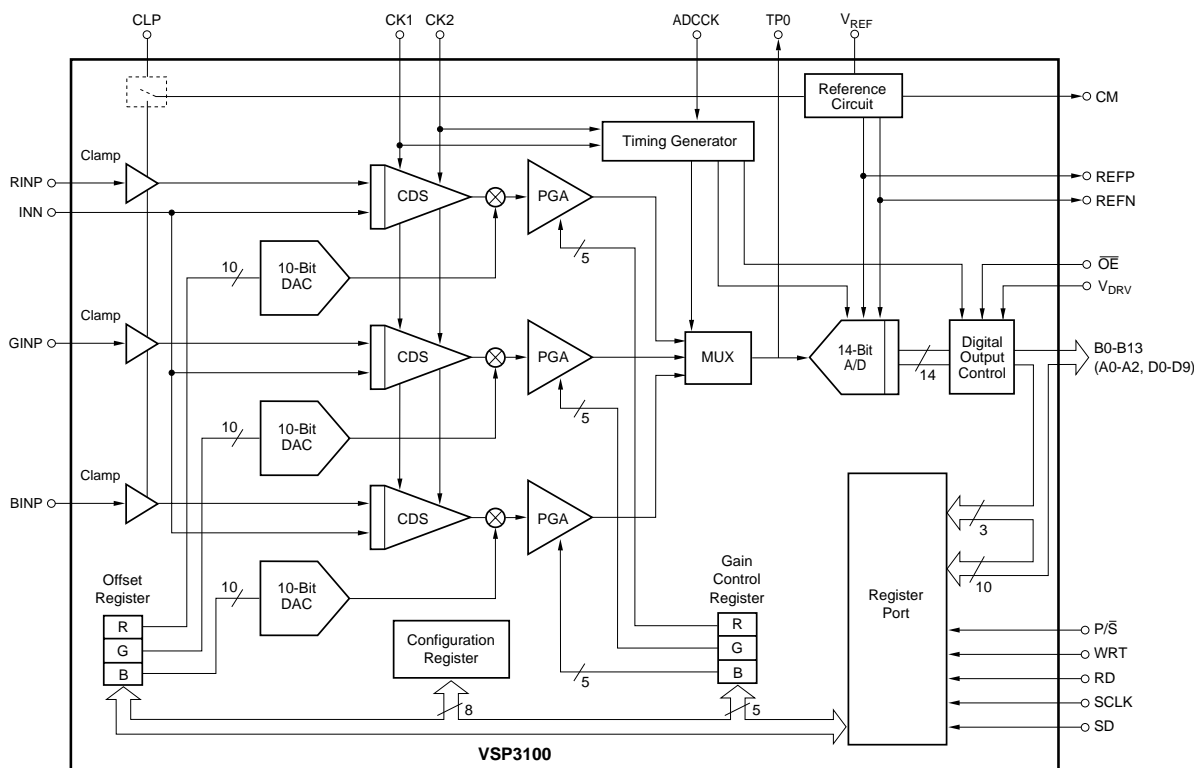 CLP
CK1
CK2
ADCCK
TP0
VREF
Reference
Circuit
CM
Timing Generator
Clamp
RINP
CDS
PGA
REFP
INN
REFN
5
10
10-Bit
DAC
OE̅
VDRV
Clamp
GINP
CDS
PGA
MUX
14-Bit
A/D
14
Digital
Output
Control
B0-B13
(A0-A2, D0-D9)
5
10
10-Bit
DAC
Clamp
BINP
CDS
PGA
3
10
Offset
Register
R
G
B
10
10-Bit
DAC
Configuration
Register
8
Gain
Control
Register
R
G
B
5
5
Register
Port
P/S̅
WRT
RD
SCLK
SD
VSP3100